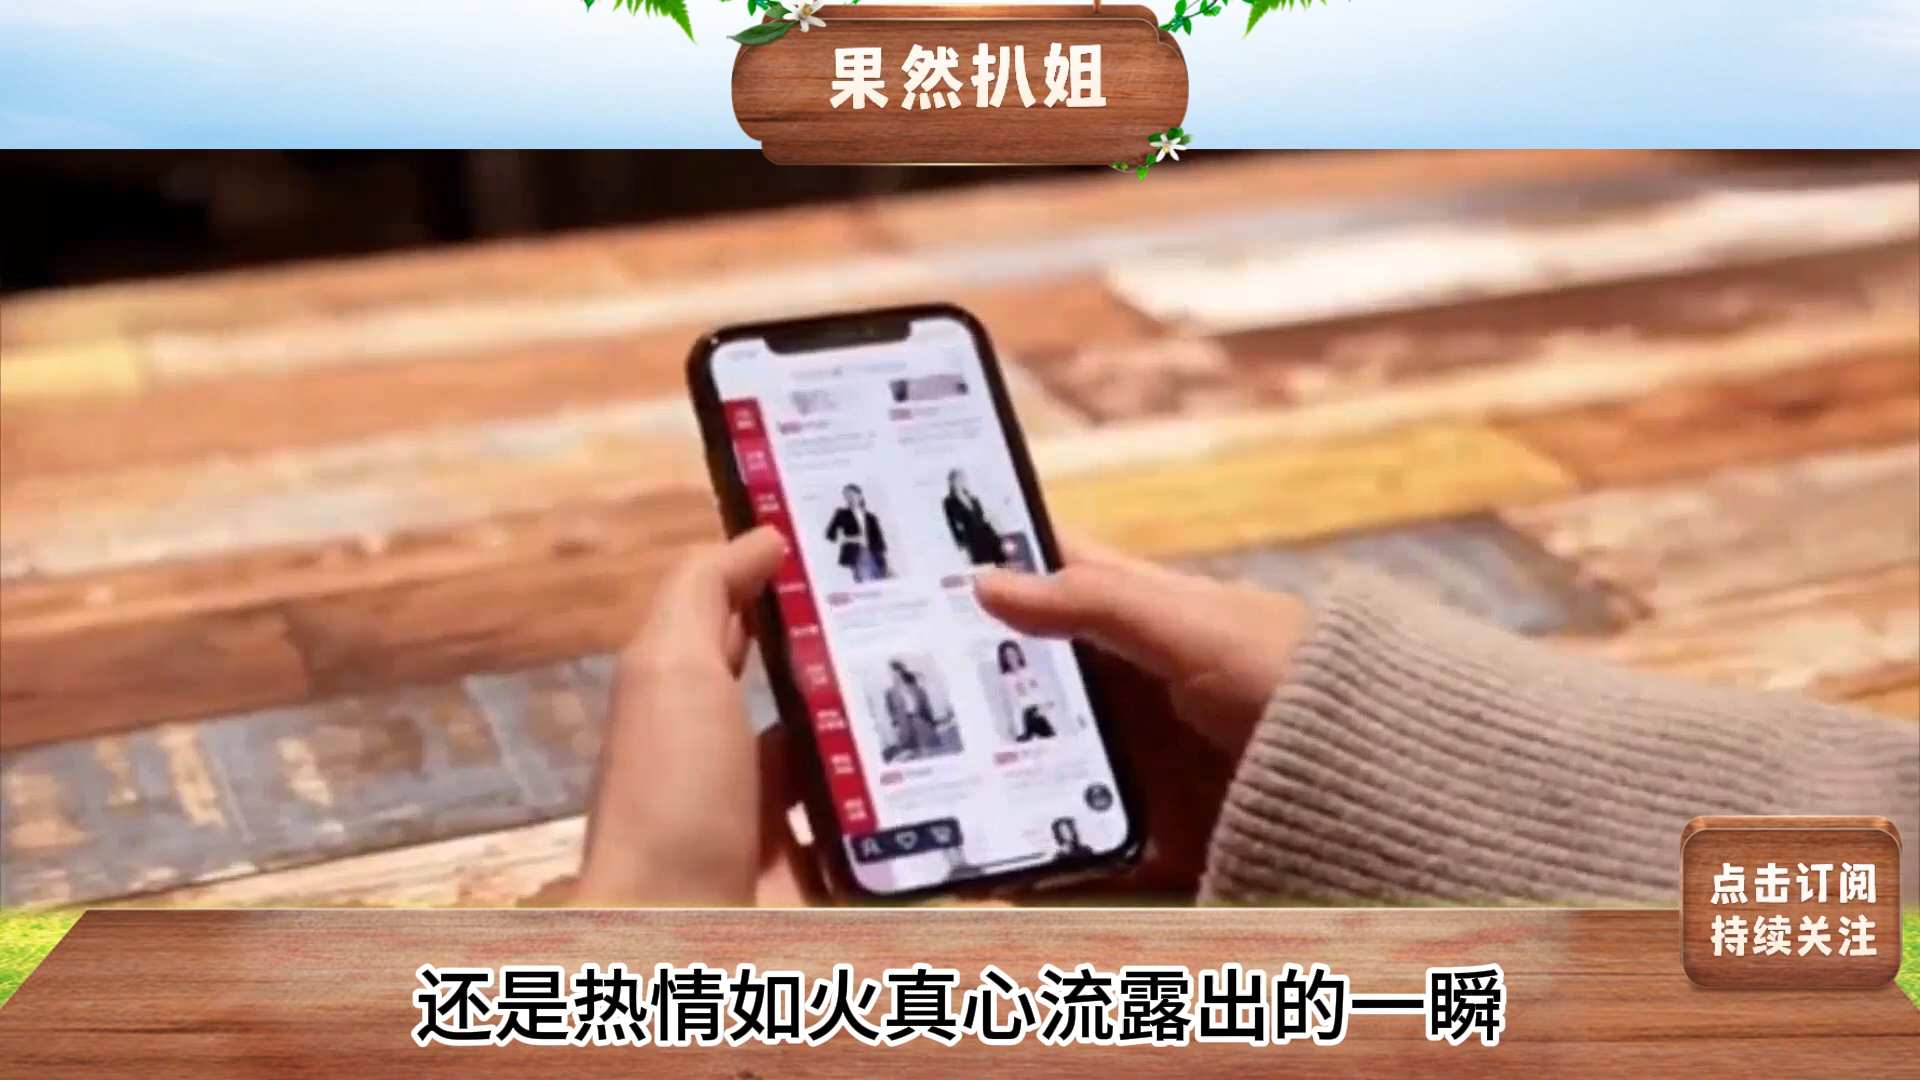 果然扒姐
点击订阅
持续关注
还是热情如火真心流露出的一瞬